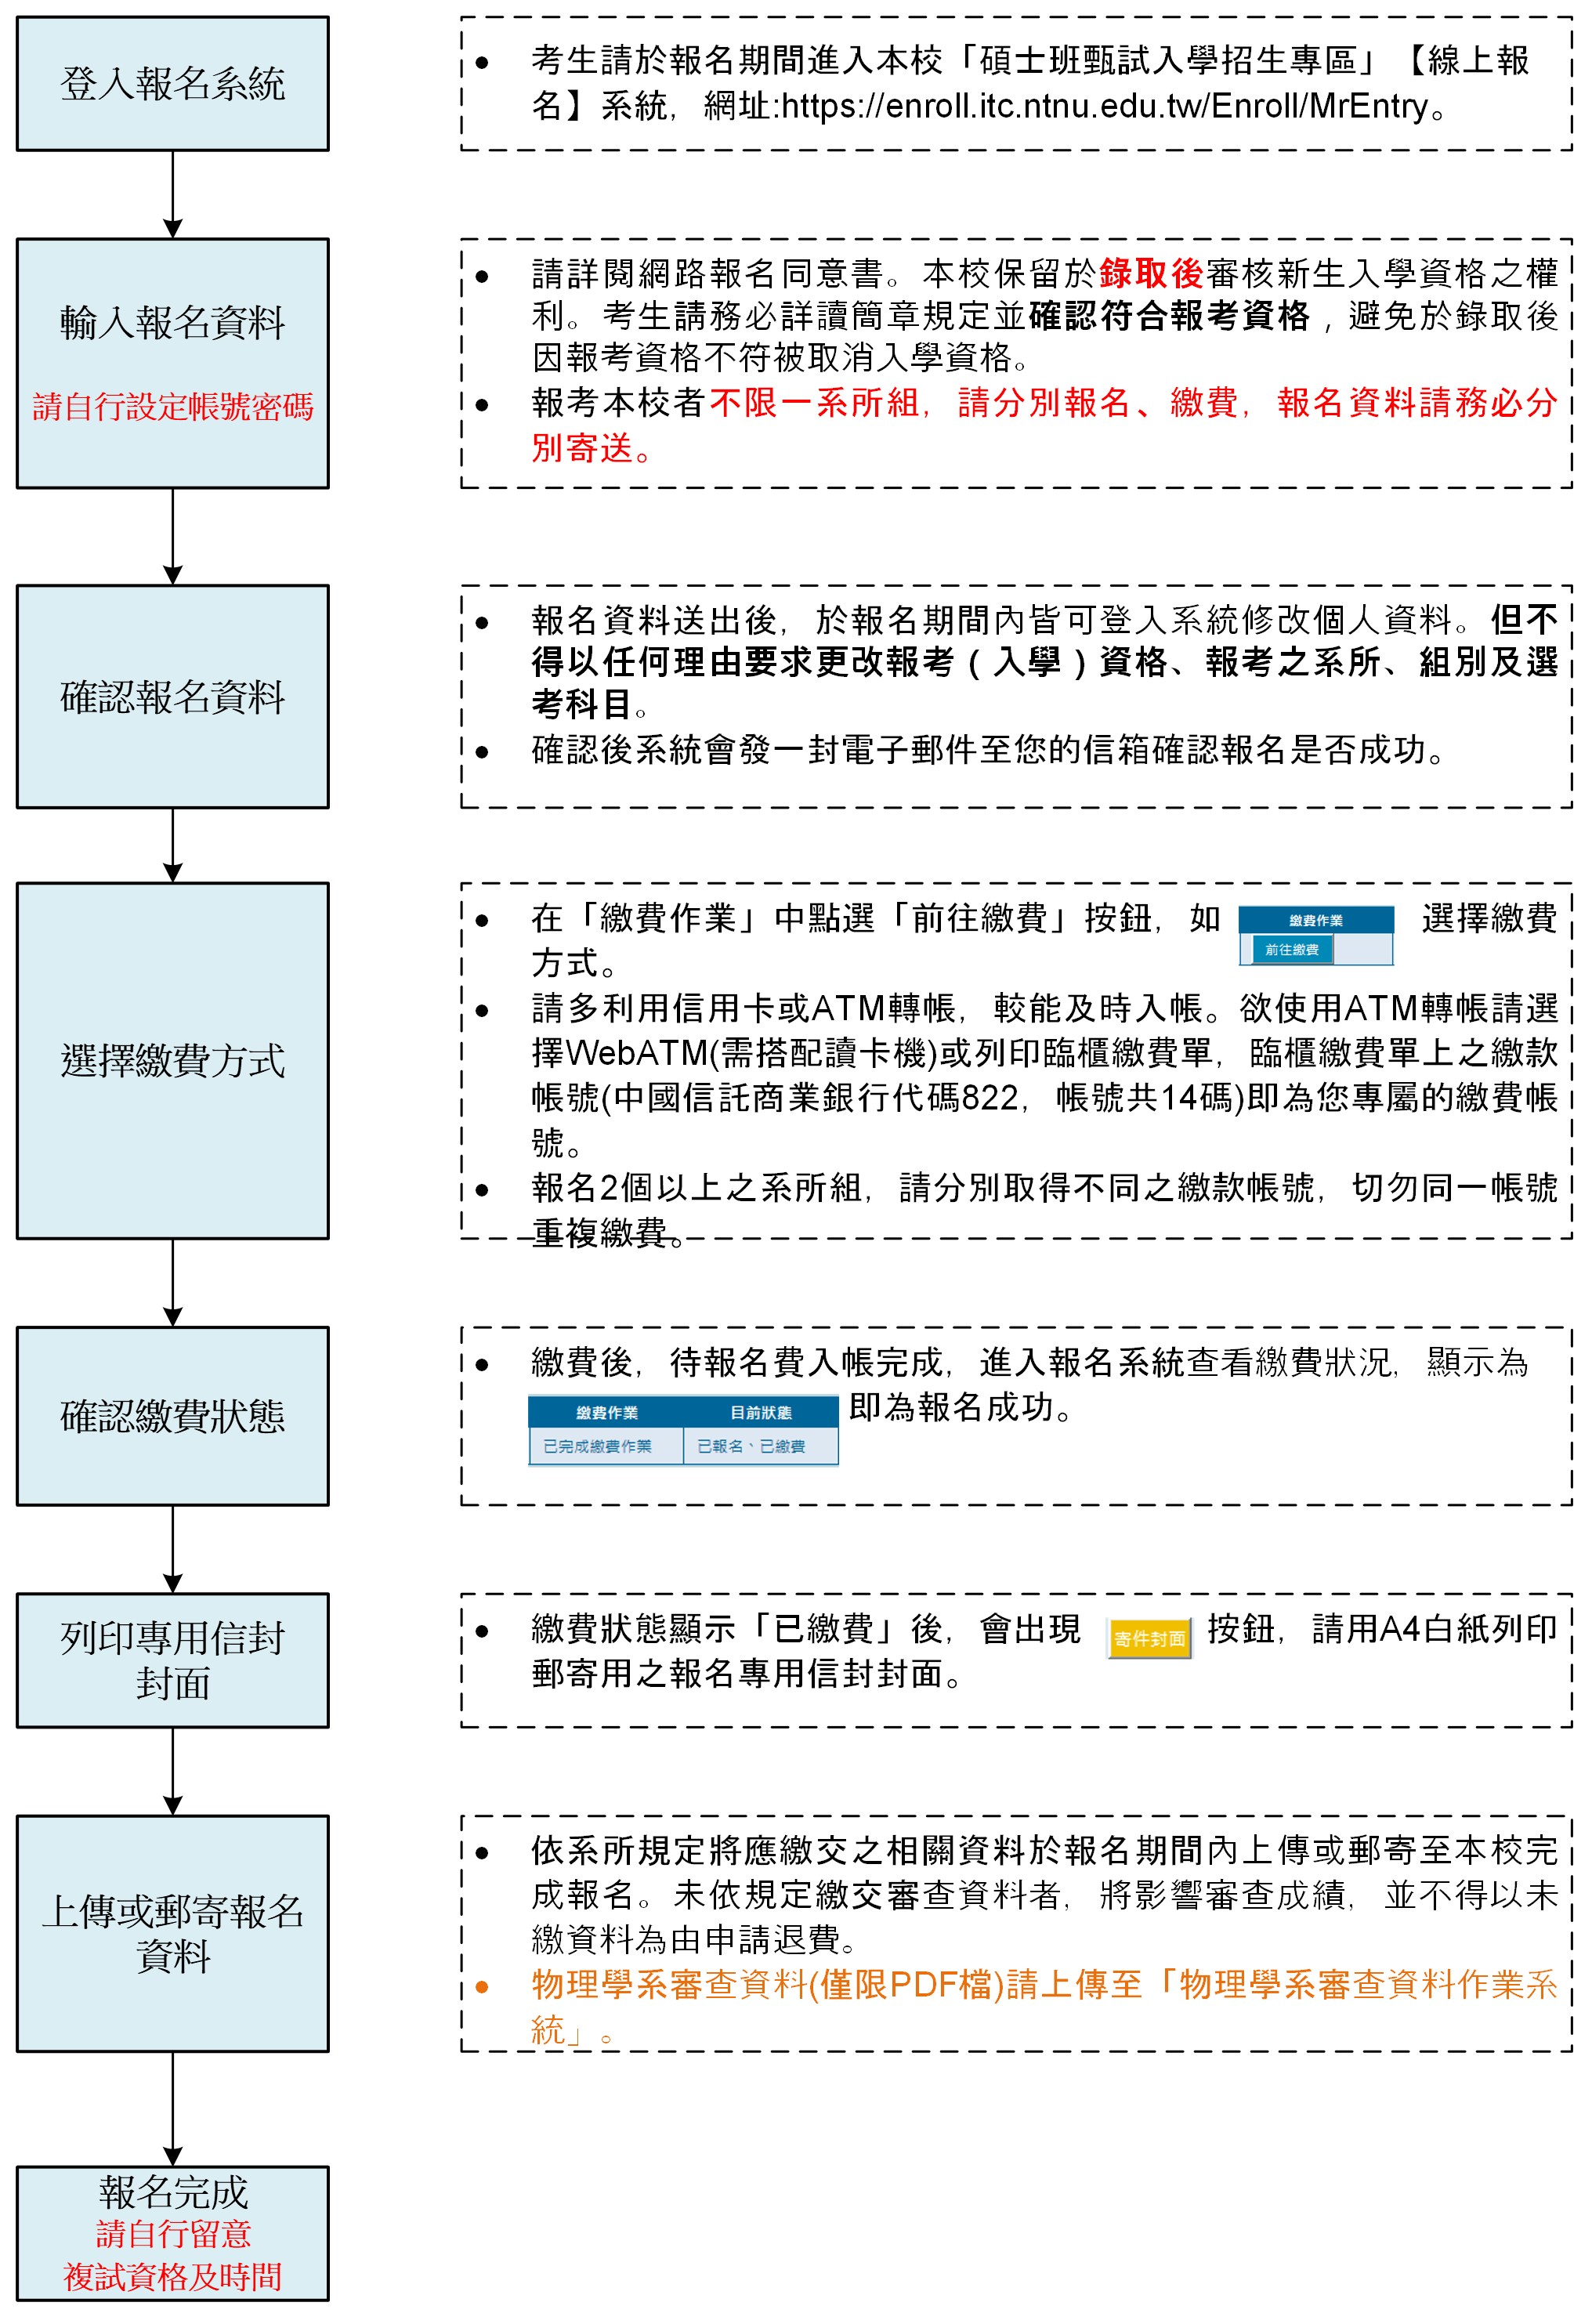 登入報名系統
● 考生請於報名期間進入本校「碩士班甄試入學招生專區」【線上報
名】系統，網址:https://enroll.itc.ntnu.edu.tw/Enroll/MrEntry。
輸入報名資料
請自行設定帳號密碼
● 請詳閱網路報名同意書。本校保留於錄取後審核新生入學資格之權
利。考生請務必詳讀簡章規定並確認符合報考資格，避免於錄取後
因報考資格不符被取消入學資格。
● 報考本校者不限一系所組，請分別報名、繳費，報名資料請務必分
別寄送。
確認報名資料
● 報名資料送出後，於報名期間內皆可登入系統修改個人資料。但不
得以任何理由要求更改報考（入學）資格、報考之系所、組別及選
考科目。
● 確認後系統會發一封電子郵件至您的信箱確認報名是否成功。
選擇繳費方式
● 在「繳費作業」中點選「前往繳費」按鈕，如 繳費作業 前往繳費 選擇繳費
方式。
● 請多利用信用卡或ATM轉帳，較能及時入帳。欲使用ATM轉帳請選
擇WebATM(需搭配讀卡機)或列印臨櫃繳費單，臨櫃繳費單上之繳款
帳號(中國信託商業銀行代碼822，帳號共14碼)即為您專屬的繳費帳
號。
● 報名2個以上之系所組，請分別取得不同之繳款帳號，切勿同一帳號
重複繳費。
確認繳費狀態
● 繳費後，待報名費入帳完成，進入報名系統查看繳費狀況，顯示為
繳費作業 目前狀態 即為報名成功。
已完成繳費作業 已報名、已繳費
列印專用信封
封面
● 繳費狀態顯示「已繳費」後，會出現 寄件封面 按鈕，請用A4白紙列印
郵寄用之報名專用信封封面。
上傳或郵寄報名
資料
● 依系所規定將應繳交之相關資料於報名期間內上傳或郵寄至本校完
成報名。未依規定繳交審查資料者，將影響審查成績，並不得以未
繳資料為由申請退費。
● 物理學系審查資料(僅限PDF檔)請上傳至「物理學系審查資料作業系
統」。
報名完成
請自行留意
複試資格及時間